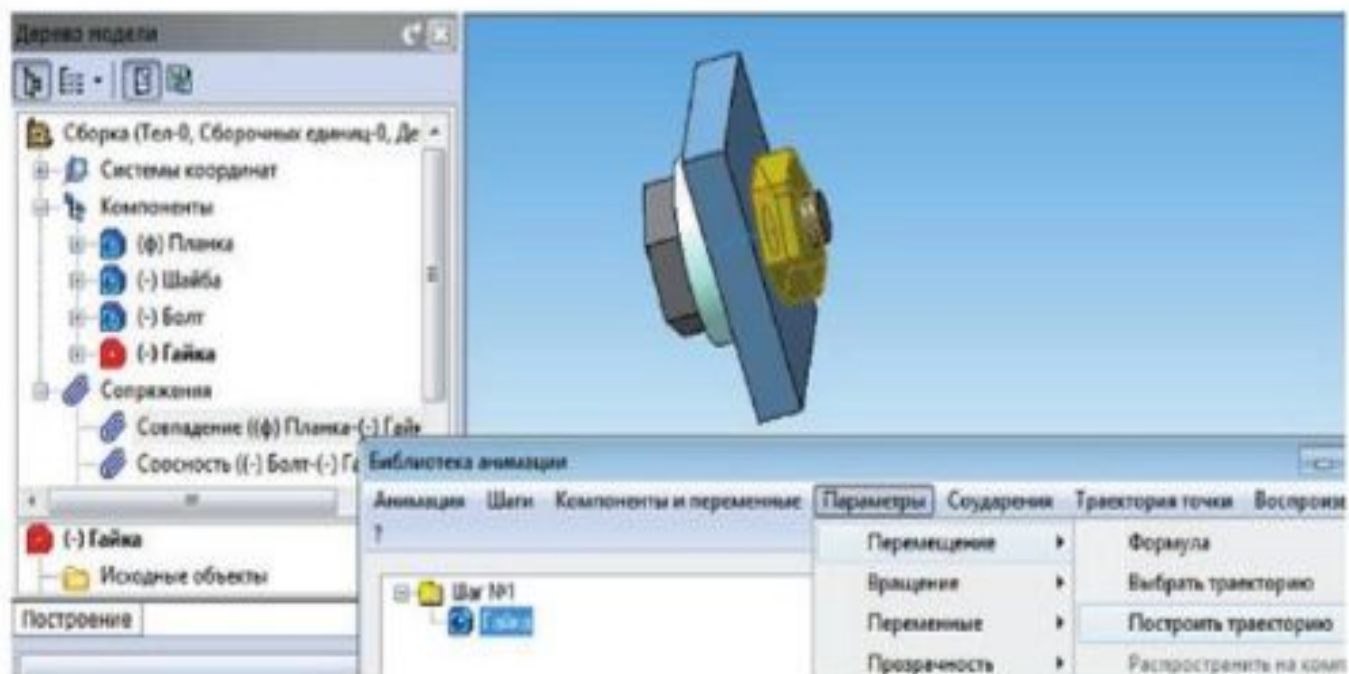 Дерево модели
Сборка (Тел-0, Сборочных единиц-0, Де
Системы координат
Компоненты
(ф) Планка
(-) Шайба
(-) Болт
(-) Гайка
Сопряжения
Совпадение ((ф) Планка-(-) Гайк
Соосность ((-) Болт-(-) Га
(-) Гайка
Исходные объекты
Построение
Библиотека анимации
Анимация Шаги Компоненты и переменные Параметры Соударения Траектория точки Воспроизв
?
Шаг №1
Гайка
Перемещение
Вращение
Переменные
Прозрачность
Формула
Выбрать траекторию
Построить траекторию
Распространить на комп